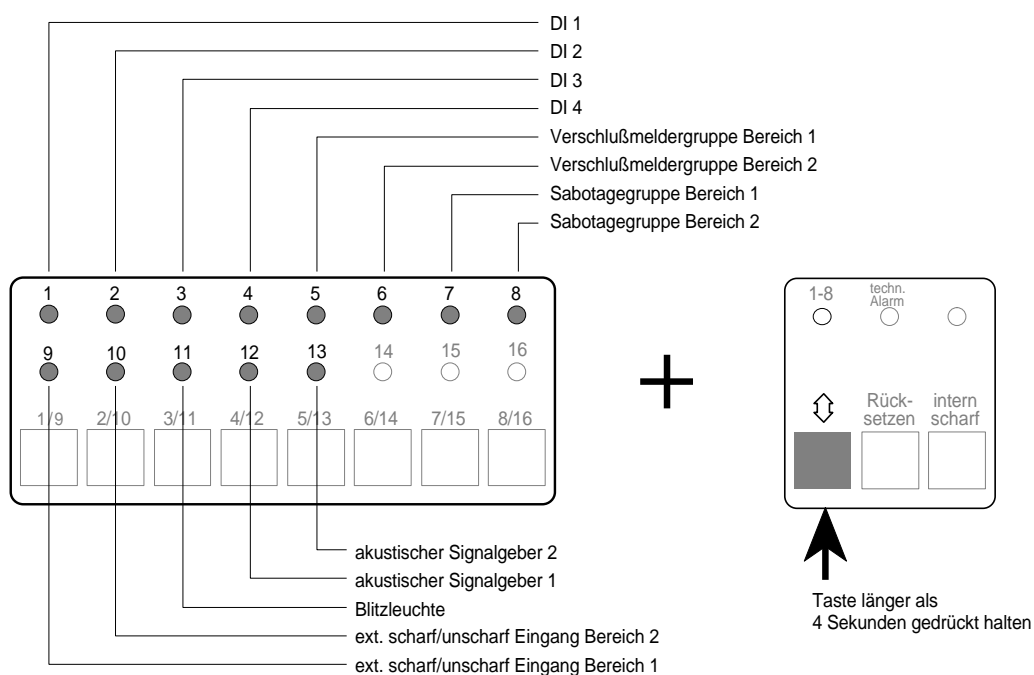 DI 1
DI 2
DI 3
DI 4
Verschlußmeldergruppe Bereich 1
Verschlußmeldergruppe Bereich 2
Sabotagegruppe Bereich 1
Sabotagegruppe Bereich 2
1 2 3 4 5 6 7 8
9 10 11 12 13 14 15 16
1/9 2/10 3/11 4/12 5/13 6/14 7/15 8/16
1-8
techn.
Alarm
Rück-
setzen
intern
scharf
akustischer Signalgeber 2
akustischer Signalgeber 1
Blitzleuchte
ext. scharf/unscharf Eingang Bereich 2
ext. scharf/unscharf Eingang Bereich 1
Taste länger als
4 Sekunden gedrückt halten